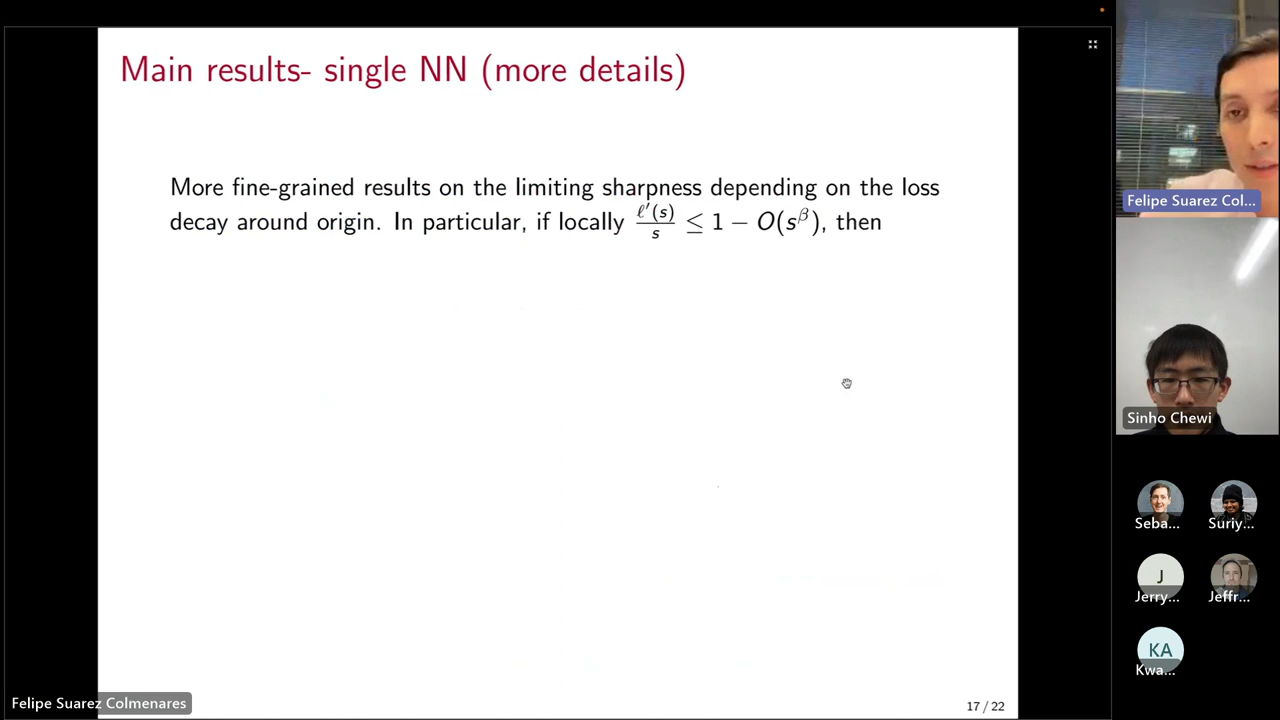 Main results- single NN (more details)
More fine-grained results on the limiting sharpness depending on the loss
decay around origin. In particular, if locally ℓ′(s)/s ≤ 1 − O(s^β), then
17 / 22
Felipe Suarez Colmenares
Felipe Suarez Col...
Sinho Chewi
Seba...
Suriy...
J
Jerry...
Jeffr...
KA
Kwa...